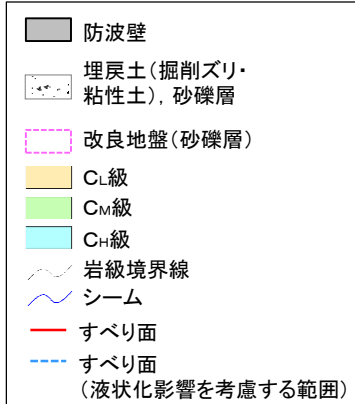 防波壁
埋戻土(掘削ズリ・
粘性土),砂礫層
改良地盤(砂礫層)
CL級
CM級
CH級
岩級境界線
シーム
すべり面
すべり面
(液状化影響を考慮する範囲)